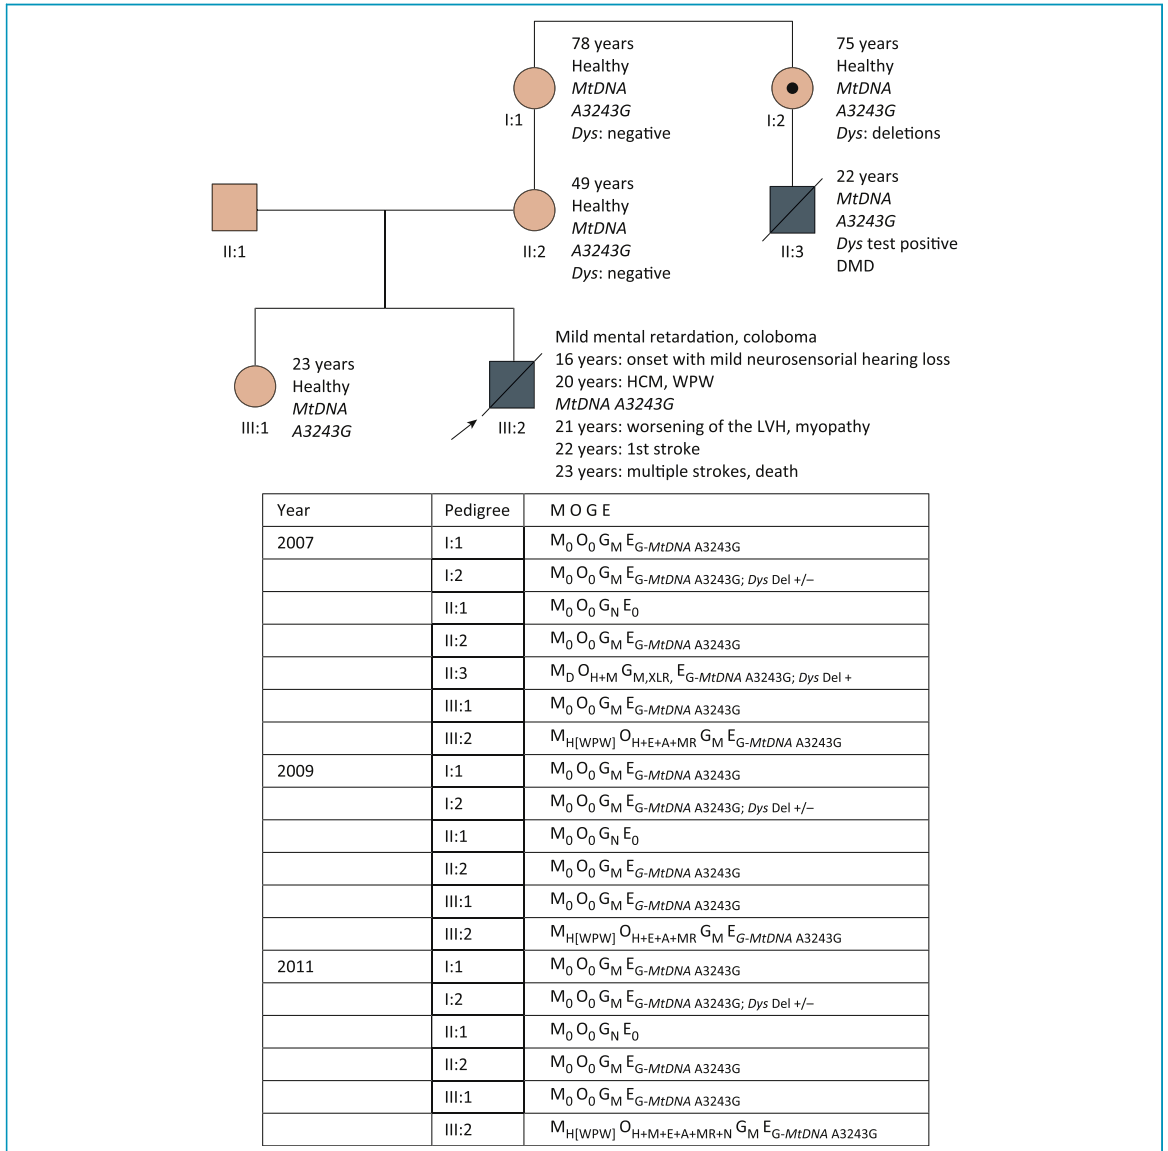 78 years
Healthy
MtDNA
A3243G
Dys: negative
I:1
75 years
Healthy
MtDNA
A3243G
Dys: deletions
I:2
II:1
49 years
Healthy
MtDNA
A3243G
Dys: negative
II:2
22 years
MtDNA
A3243G
Dys test positive
DMD
II:3
23 years
Healthy
MtDNA
A3243G
III:1
Mild mental retardation, coloboma
16 years: onset with mild neurosensorial hearing loss
20 years: HCM, WPW
MtDNA A3243G
21 years: worsening of the LVH, myopathy
22 years: 1st stroke
23 years: multiple strokes, death
III:2
Year Pedigree M O G E
2007 I:1 M0 O0 GM EG-MtDNA A3243G
I:2 M0 O0 GM EG-MtDNA A3243G; Dys Del +/–
II:1 M0 O0 GN E0
II:2 M0 O0 GM EG-MtDNA A3243G
II:3 MD OH+M GM,XLR, EG-MtDNA A3243G; Dys Del +
III:1 M0 O0 GM EG-MtDNA A3243G
III:2 MH[WPW] OH+E+A+MR GM EG-MtDNA A3243G
2009 I:1 M0 O0 GM EG-MtDNA A3243G
I:2 M0 O0 GM EG-MtDNA A3243G; Dys Del +/–
II:1 M0 O0 GN E0
II:2 M0 O0 GM EG-MtDNA A3243G
III:1 M0 O0 GM EG-MtDNA A3243G
III:2 MH[WPW] OH+E+A+MR GM EG-MtDNA A3243G
2011 I:1 M0 O0 GM EG-MtDNA A3243G
I:2 M0 O0 GM EG-MtDNA A3243G; Dys Del +/–
II:1 M0 O0 GN E0
II:2 M0 O0 GM EG-MtDNA A3243G
III:1 M0 O0 GM EG-MtDNA A3243G
III:2 MH[WPW] OH+M+E+A+MR+N GM EG-MtDNA A3243G